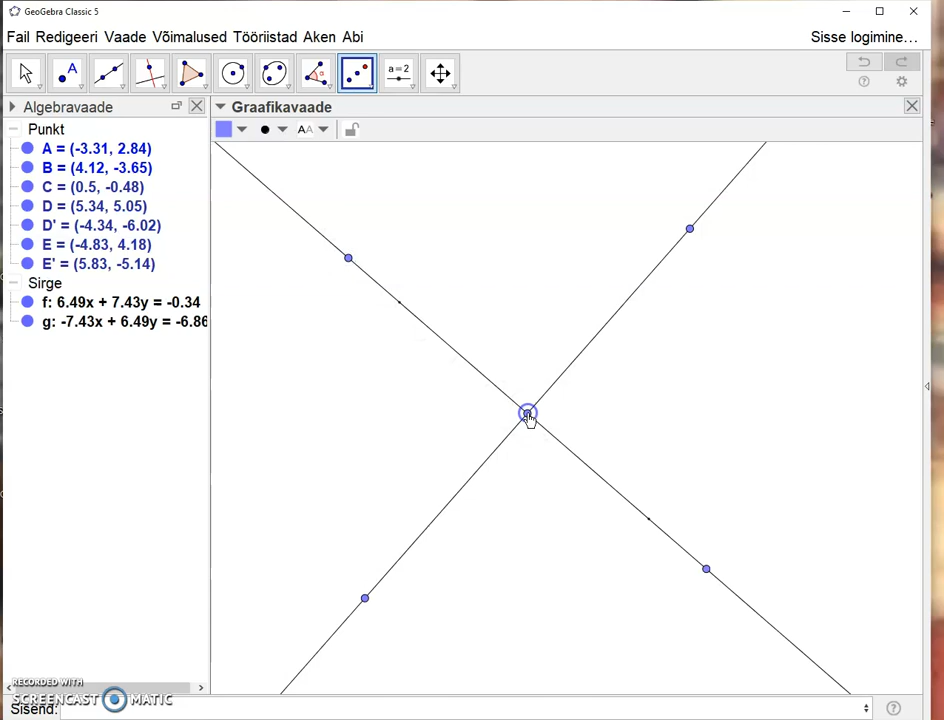 GeoGebra Classic 5
Fail Redigeeri Vaade Võimalused Tööriistad Aken Abi
Sisse logimine…
A
α
a=2
Algebravaade
Graafikavaade
AA
Punkt
A = (-3.31, 2.84)
B = (4.12, -3.65)
C = (0.5, -0.48)
D = (5.34, 5.05)
D' = (-4.34, -6.02)
E = (-4.83, 4.18)
E' = (5.83, -5.14)
Sirge
f: 6.49x + 7.43y = -0.34
g: -7.43x + 6.49y = -6.86
RECORDED WITH
SCREENCAST MATIC
Sisend: